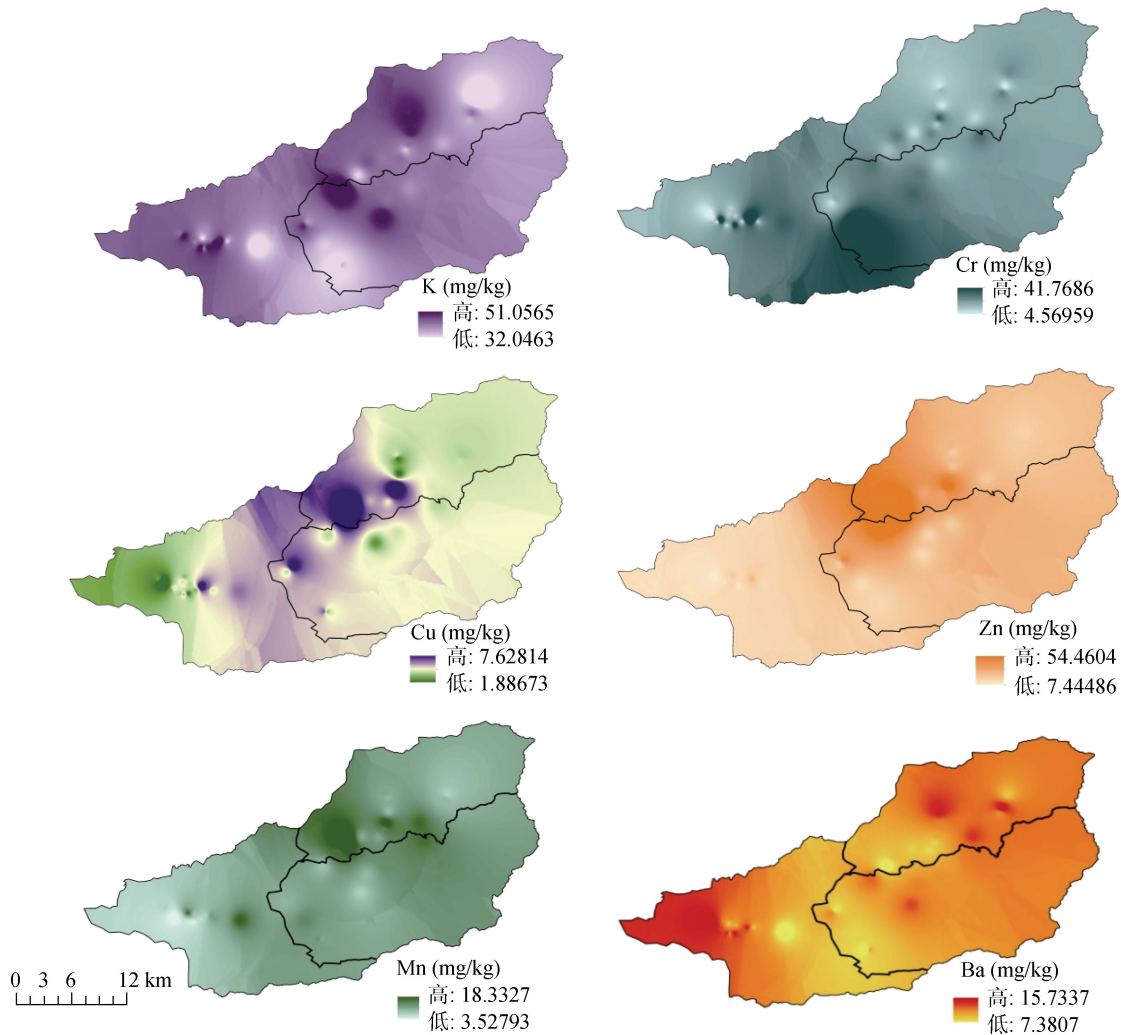 K (mg/kg)
高: 51.0565
低: 32.0463
Cr (mg/kg)
高: 41.7686
低: 4.56959
Cu (mg/kg)
高: 7.62814
低: 1.88673
Zn (mg/kg)
高: 54.4604
低: 7.44486
Mn (mg/kg)
高: 18.3327
低: 3.52793
Ba (mg/kg)
高: 15.7337
低: 7.3807
0 3 6 12 km